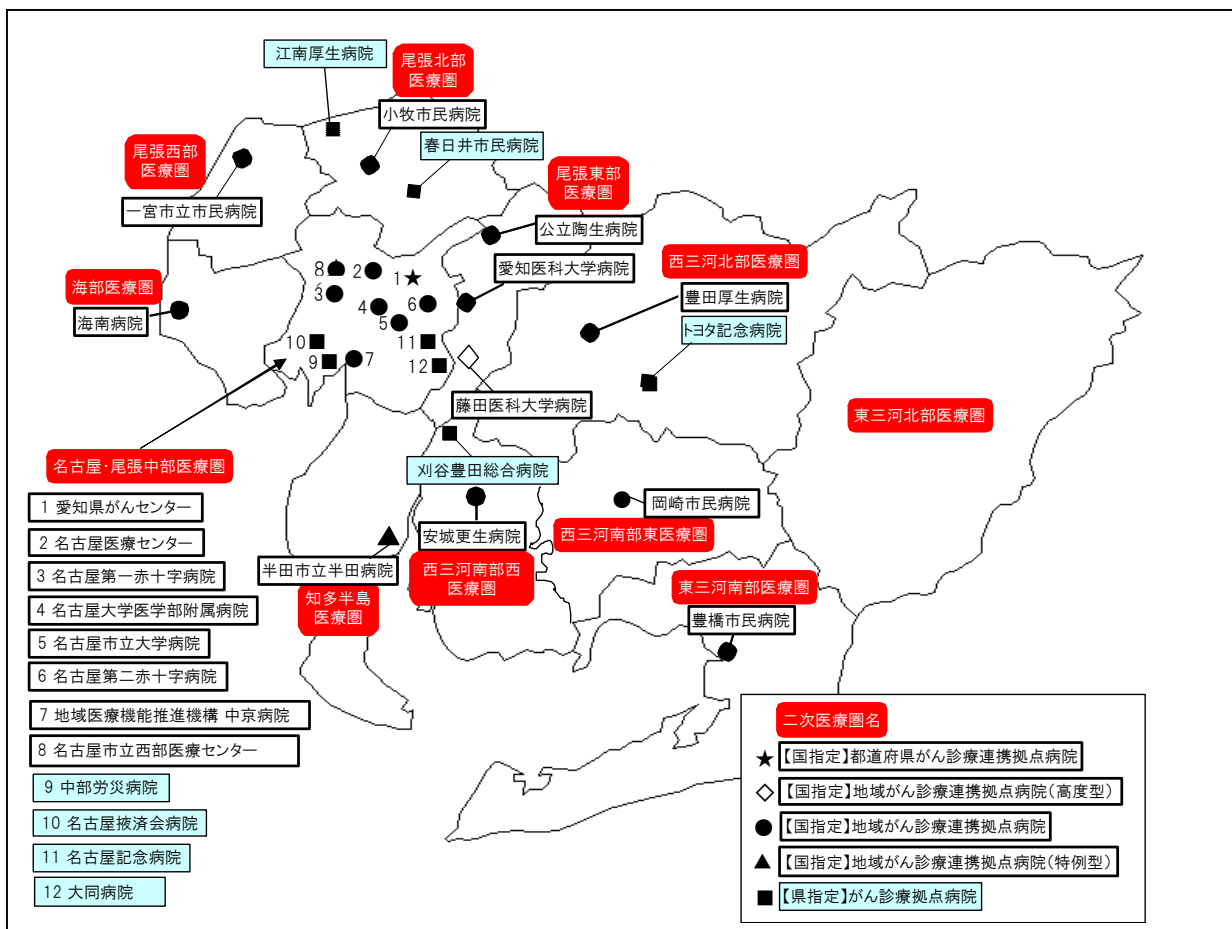 江南厚生病院
尾張北部
医療圏
小牧市民病院
春日井市民病院
尾張西部
医療圏
一宮市立市民病院
尾張東部
医療圏
公立陶生病院
愛知医科大学病院
西三河北部医療圏
豊田厚生病院
トヨタ記念病院
海部医療圏
海南病院
8
2
1
3
4
6
5
10
11
9
7
12
藤田医科大学病院
東三河北部医療圏
名古屋・尾張中部医療圏
刈谷豊田総合病院
岡崎市民病院
安城更生病院
西三河南部東医療圏
半田市立半田病院
西三河南部西
医療圏
知多半島
医療圏
東三河南部医療圏
豊橋市民病院
1 愛知県がんセンター
2 名古屋医療センター
3 名古屋第一赤十字病院
4 名古屋大学医学部附属病院
5 名古屋市立大学病院
6 名古屋第二赤十字病院
7 地域医療機能推進機構 中京病院
8 名古屋市立西部医療センター
9 中部労災病院
10 名古屋掖済会病院
11 名古屋記念病院
12 大同病院
二次医療圏名
★【国指定】都道府県がん診療連携拠点病院
◇【国指定】地域がん診療連携拠点病院(高度型)
●【国指定】地域がん診療連携拠点病院
▲【国指定】地域がん診療連携拠点病院(特例型)
■【県指定】がん診療拠点病院